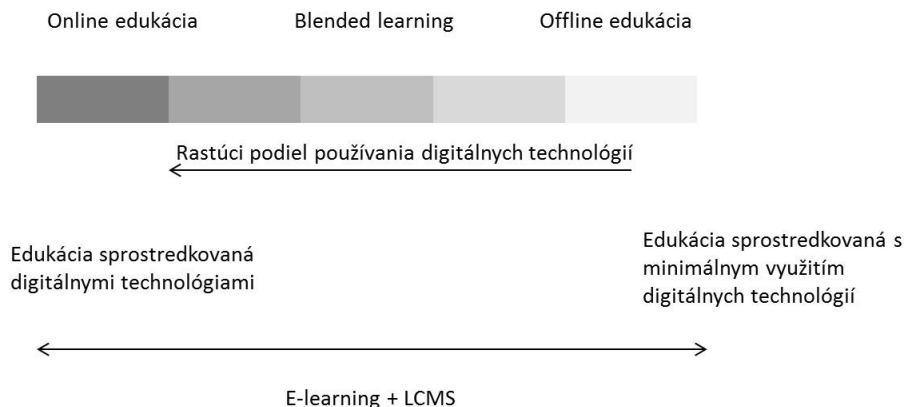 Online edukácia
Blended learning
Offline edukácia
Rastúci podiel používania digitálnych technológií
Edukácia sprostredkovaná
digitálnymi technológiami
Edukácia sprostredkovaná s
minimálnym využitím
digitálnych technológií
E-learning + LCMS